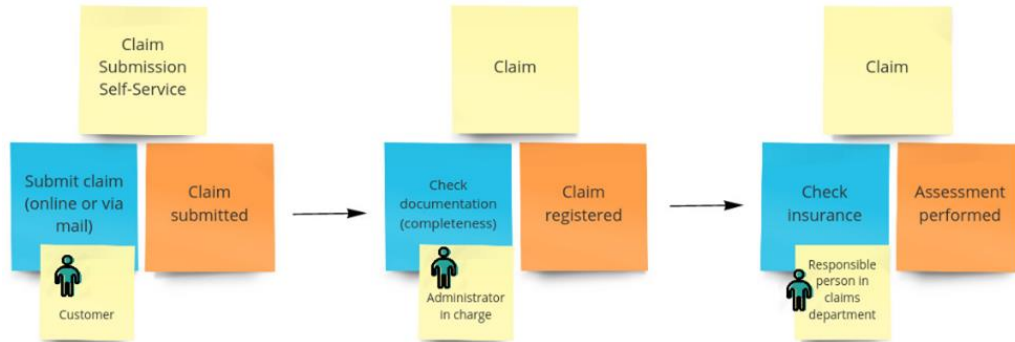 Claim
Submission
Self-Service
Submit claim
(online or via
mail)
Claim
submitted
Customer
Claim
Check
documentation
(completeness)
Claim
registered
Administrator
in charge
Claim
Check
insurance
Assessment
performed
Responsible
person in
claims
department